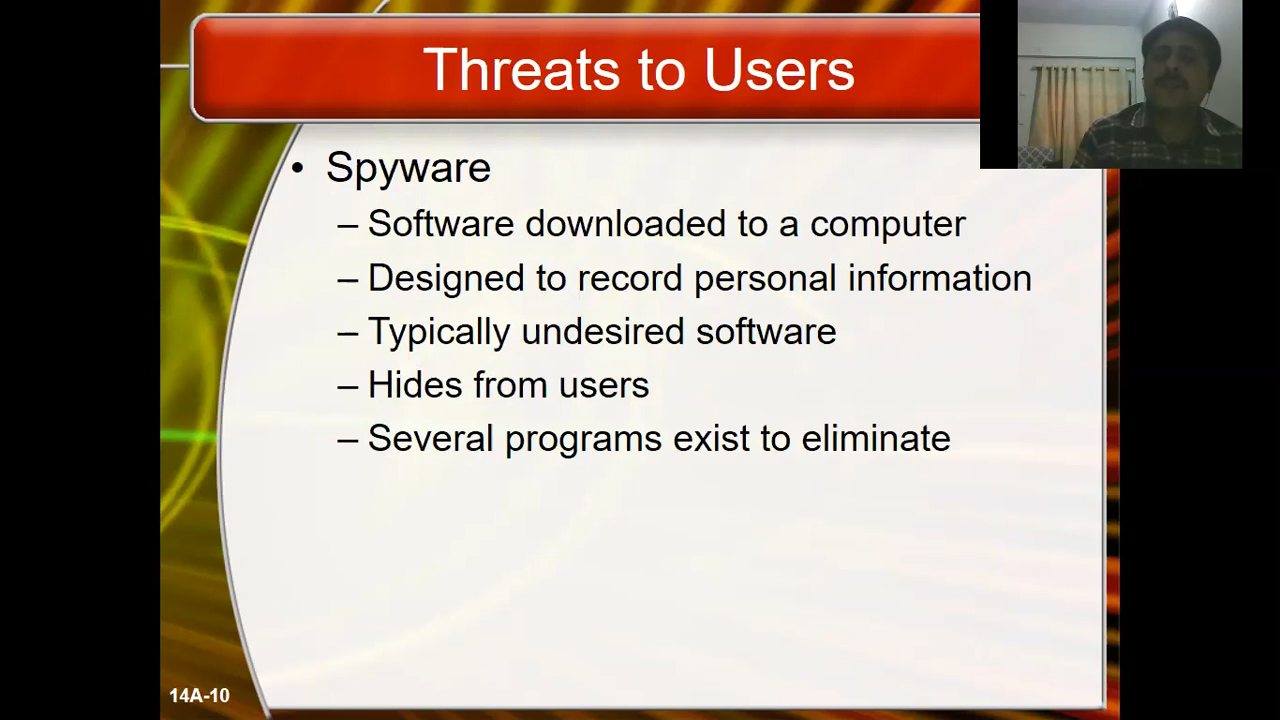 Threats to Users
• Spyware
– Software downloaded to a computer
– Designed to record personal information
– Typically undesired software
– Hides from users
– Several programs exist to eliminate
14A-10